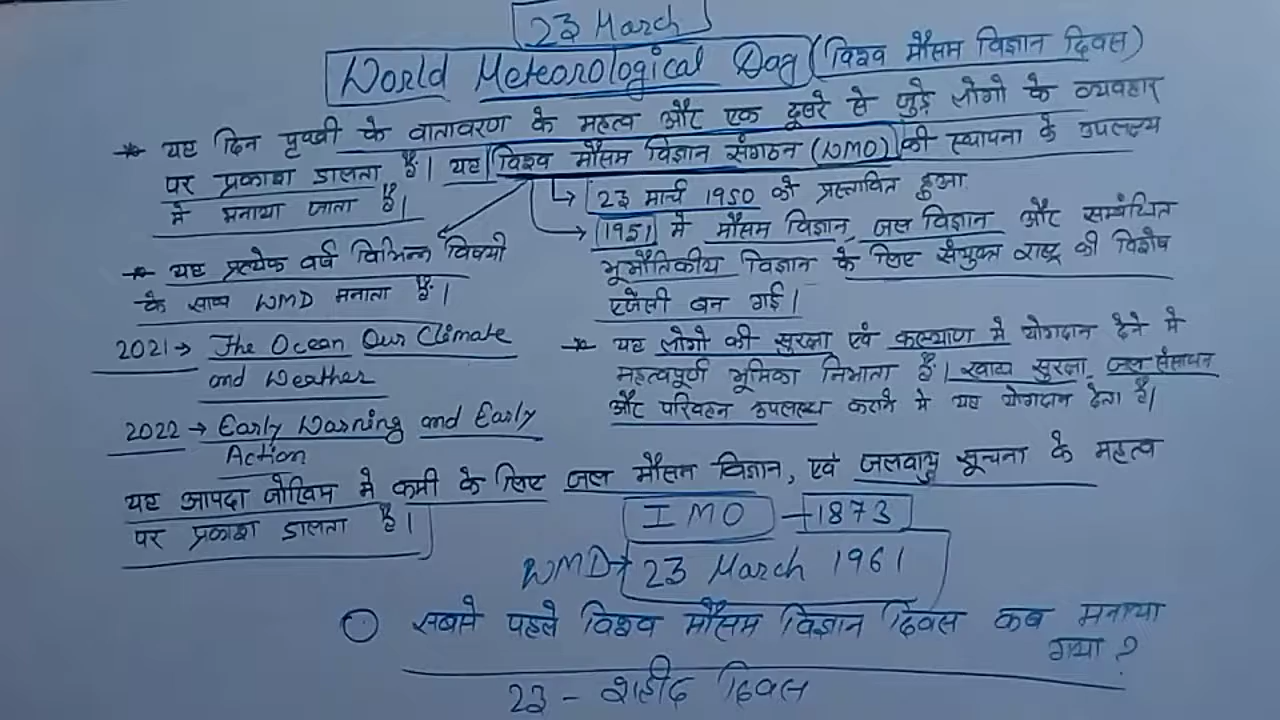 23 March
World Meteorological Day (विश्व मौसम विज्ञान दिवस)
* यह दिन पृथ्वी के वातावरण के महत्व और एक दूसरे से जुड़े लोगो के व्यवहार
पर प्रकाश डालता है। यह विश्व मौसम विज्ञान संगठन (WMO) की स्थापना के उपलक्ष्य
मे मनाया जाता है।
→ 23 मार्च 1950 को प्रस्तावित हुआ
→ 1951 मे मौसम विज्ञान, जल विज्ञान और सम्बंधित
भूभौतिकीय विज्ञान के लिए संयुक्त राष्ट्र की विशेष
एजेंसी बन गई।
* यह प्रत्येक वर्ष विभिन्न विषयो
के साथ WMD मनाता है।
2021 → The Ocean Our Climate
and Weather
2022 → Early Warning and Early
Action
* यह लोगो की सुरक्षा एवं कल्याण मे योगदान देने मे
महत्वपूर्ण भूमिका निभाता है। खाद्य सुरक्षा, जल संसाधन
और परिवहन उपलब्ध कराने मे यह योगदान देता है।
यह आपदा जोखिम मे कमी के लिए जल मौसम विज्ञान, एवं जलवायु सूचना के महत्व
पर प्रकाश डालता है।
IMO → 1873
WMD → 23 March 1961
सबसे पहले विश्व मौसम विज्ञान दिवस कब मनाया
गया ?
23 - शहीद दिवस